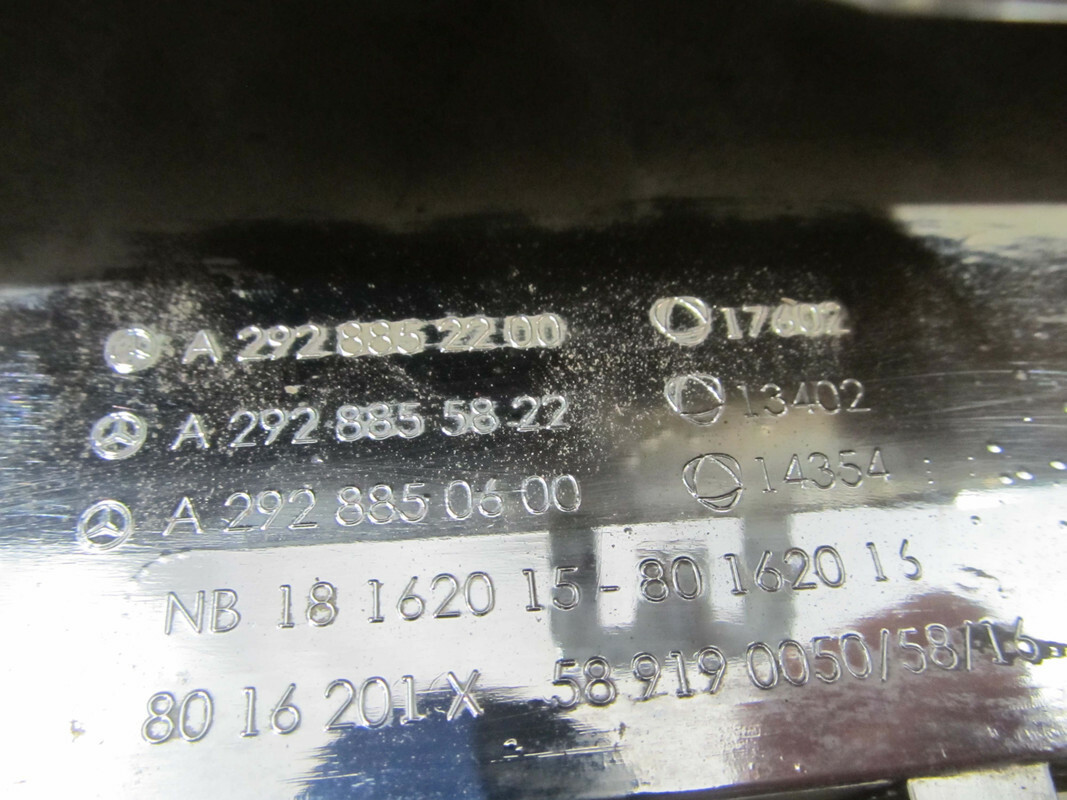 A 292 885 22 00 17602
A 292 885 58 22 13402
A 292 885 06 00 14354
NB 18 1620 15 - 80 1620 16
80 16 201 X 58 919 0050/58/16